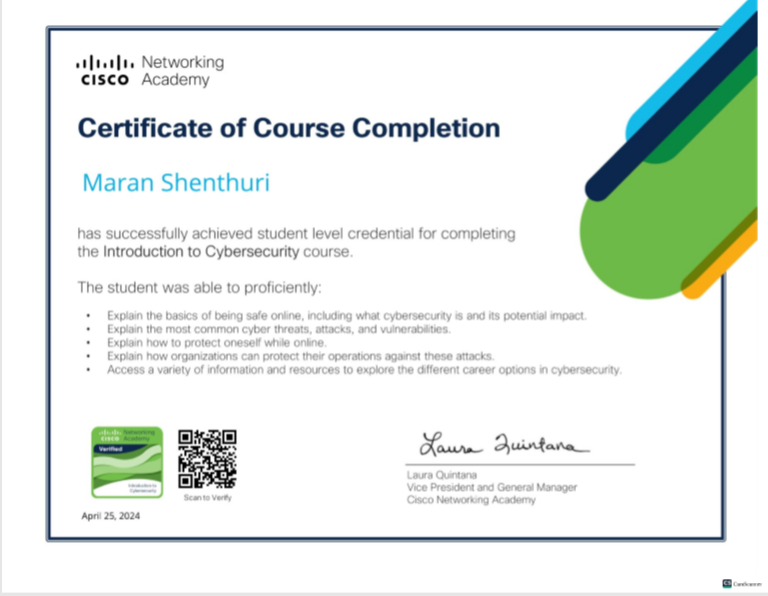 Networking
CISCO Academy
Certificate of Course Completion
Maran Shenthuri
has successfully achieved student level credential for completing
the Introduction to Cybersecurity course.
The student was able to proficiently:
• Explain the basics of being safe online, including what cybersecurity is and its potential impact.
• Explain the most common cyber threats, attacks, and vulnerabilities.
• Explain how to protect oneself while online.
• Explain how organizations can protect their operations against these attacks.
• Access a variety of information and resources to explore the different career options in cybersecurity.
Networking
CISCO Academy
Verified
Introduction to
Cybersecurity
Scan to Verify
April 25, 2024
Laura Quintana
Laura Quintana
Vice President and General Manager
Cisco Networking Academy
CS CamScanner